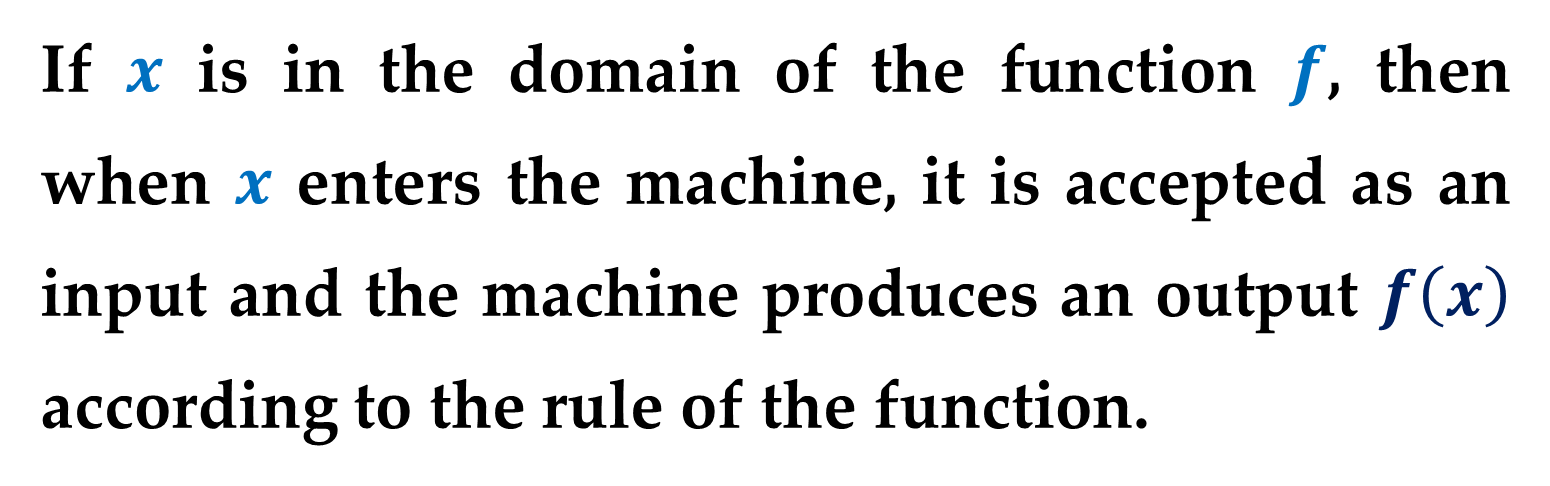 If x is in the domain of the function f, then
when x enters the machine, it is accepted as an
input and the machine produces an output f(x)
according to the rule of the function.